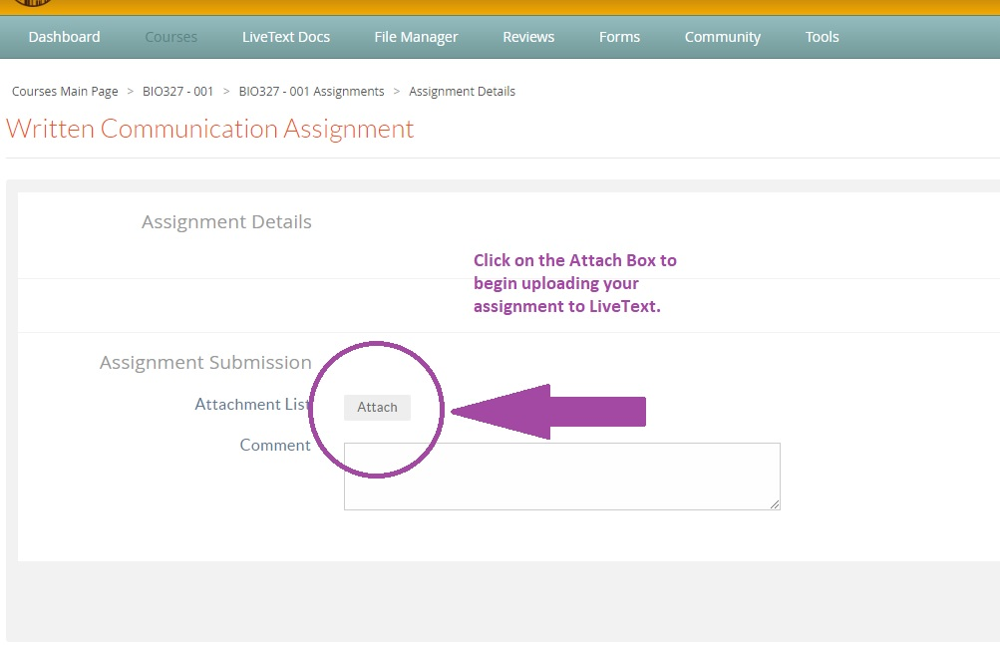 Dashboard Courses LiveText Docs File Manager Reviews Forms Community Tools
Courses Main Page > BIO327 - 001 > BIO327 - 001 Assignments > Assignment Details
Written Communication Assignment
Assignment Details
Click on the Attach Box to
begin uploading your
assignment to LiveText.
Assignment Submission
Attachment List Attach
Comment